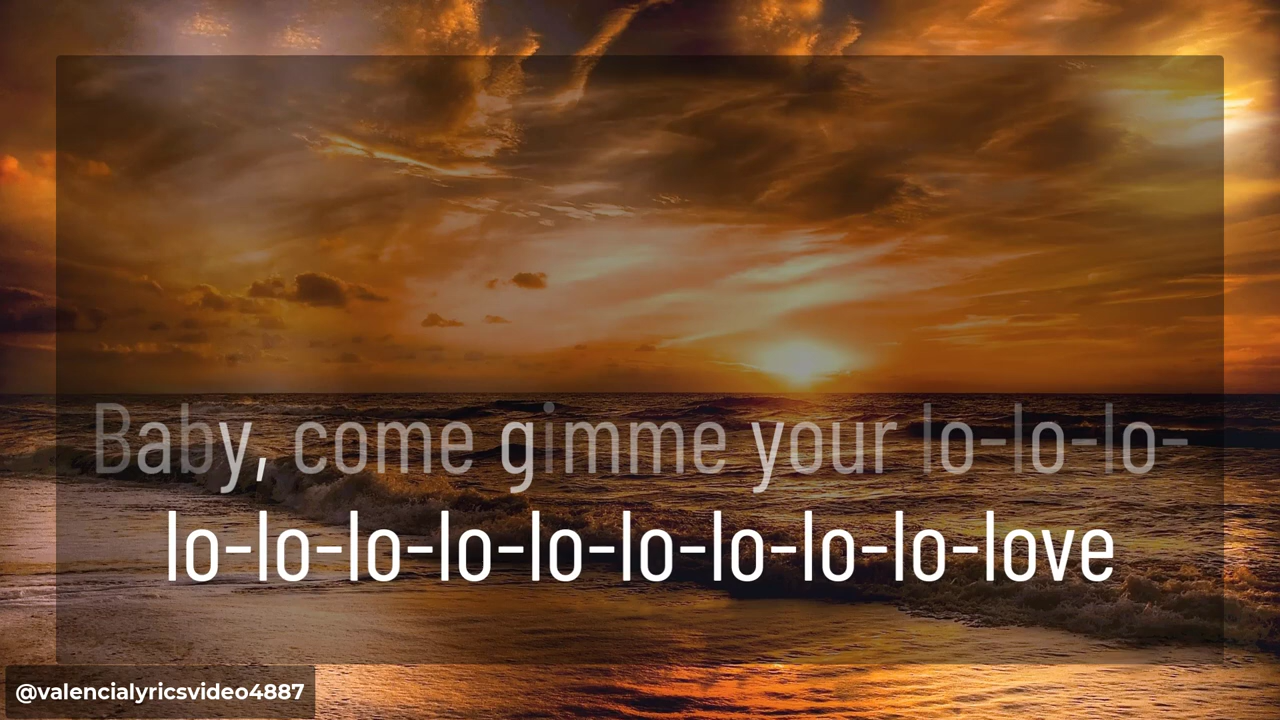 Baby, come gimme your lo-lo-lo-
lo-lo-lo-lo-lo-lo-lo-lo-lo-love
@valencialyricsvideo4887